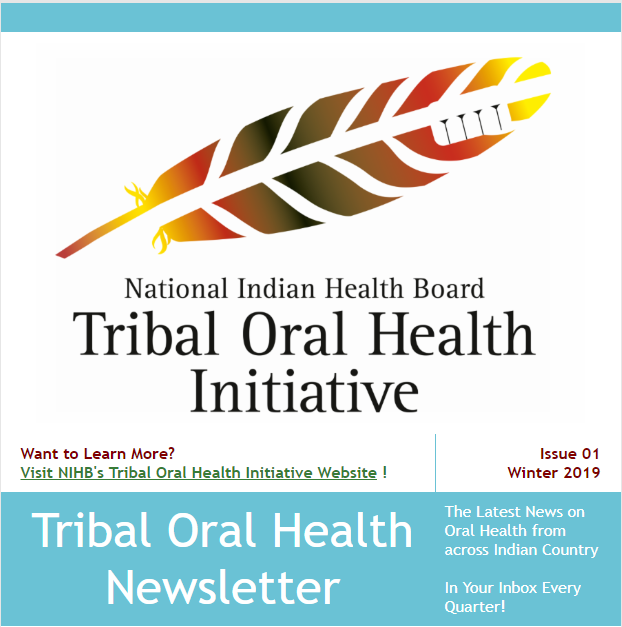 National Indian Health Board
Tribal Oral Health
Initiative
Want to Learn More?
Visit NIHB's Tribal Oral Health Initiative Website !
Issue 01
Winter 2019
Tribal Oral Health
Newsletter
The Latest News on
Oral Health from
across Indian Country
In Your Inbox Every
Quarter!